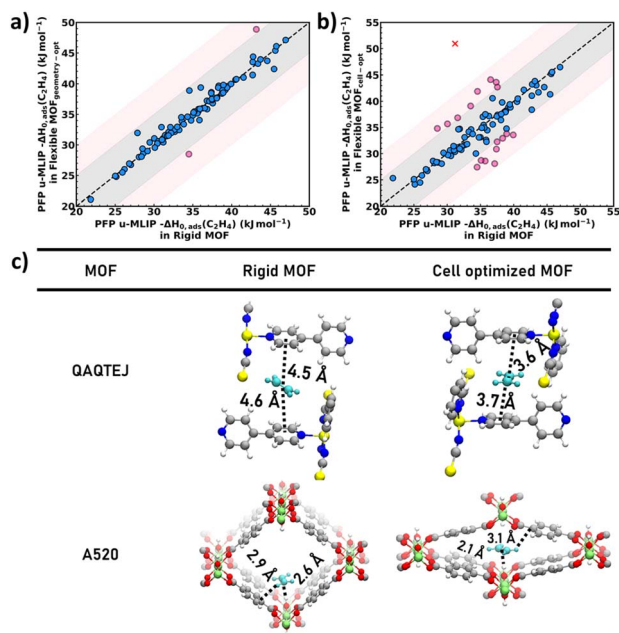 a)
PFP u-MLIP -ΔH0,ads(C2H4) (kJ mol−1)
in Flexible MOFgeometry−opt
50
45
40
35
30
25
20
20 25 30 35 40 45 50
PFP u-MLIP -ΔH0,ads(C2H4) (kJ mol−1)
in Rigid MOF
b)
PFP u-MLIP -ΔH0,ads(C2H4) (kJ mol−1)
in Flexible MOFcell−opt
55
50
45
40
35
30
25
20
20 25 30 35 40 45 50 55
PFP u-MLIP -ΔH0,ads(C2H4) (kJ mol−1)
in Rigid MOF
c)
MOF Rigid MOF Cell optimized MOF
QAQTEJ
4.5 Å
4.6 Å
3.6 Å
3.7 Å
A520
2.9 Å
2.6 Å
3.1 Å
2.1 Å